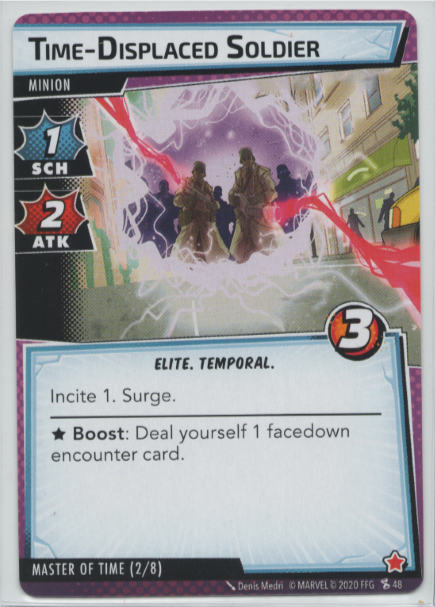 Time-Displaced Soldier
MINION
1
SCH
2
ATK
3
ELITE. TEMPORAL.
Incite 1. Surge.
★ Boost: Deal yourself 1 facedown
encounter card.
MASTER OF TIME (2/8)
Denis Medri © MARVEL © 2020 FFG 48